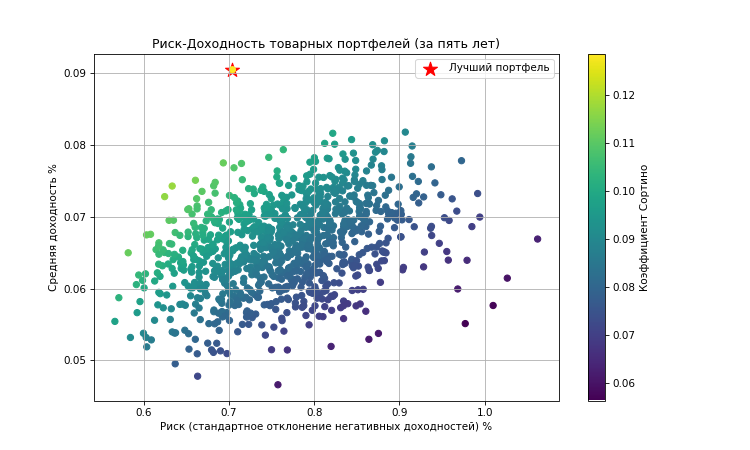 Риск-Доходность товарных портфелей (за пять лет)
Лучший портфель
0.09
0.08
0.07
0.06
0.05
Средняя доходность %
0.6 0.7 0.8 0.9 1.0
Риск (стандартное отклонение негативных доходностей) %
0.12
0.11
0.10
0.09
0.08
0.07
0.06
Коэффициент Сортино